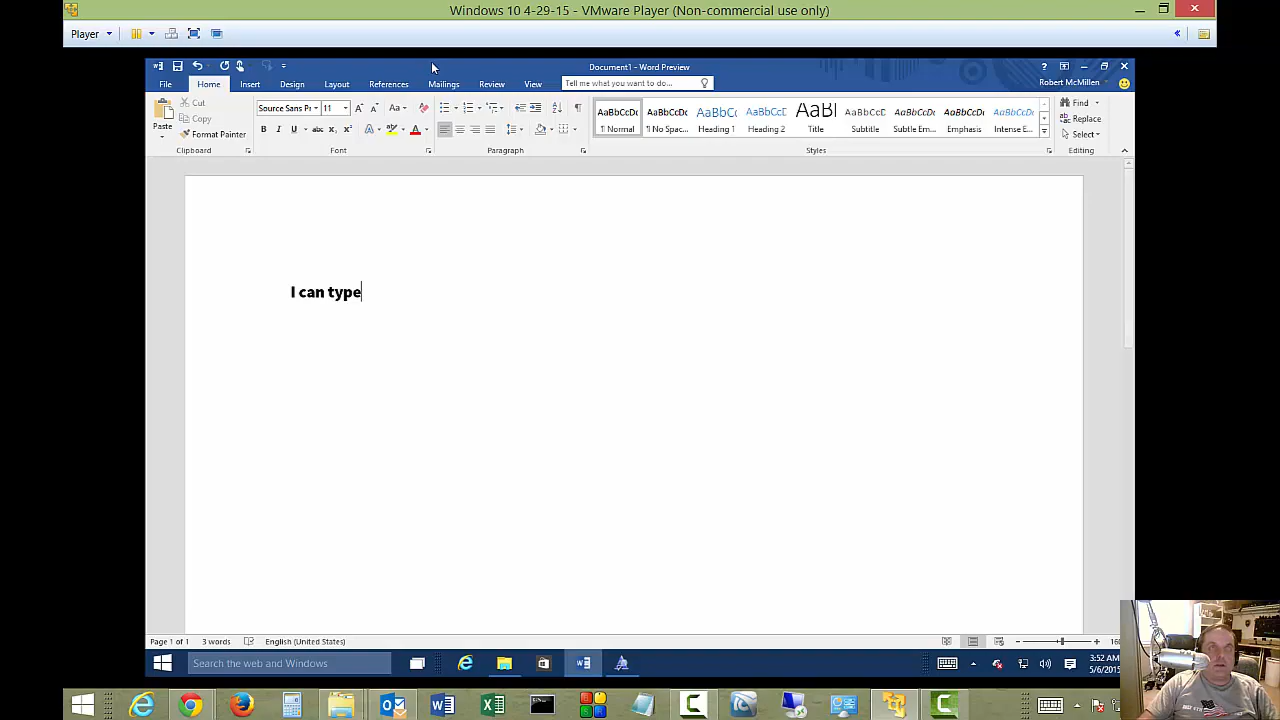 Windows 10 4-29-15 - VMware Player (Non-commercial use only)
Player
Document1 - Word Preview
File Home Insert Design Layout References Mailings Review View Tell me what you want to do... Robert McMillen
Paste Cut Copy Format Painter
Source Sans P 11 Aa
B I U abc x₂ x² A A
AaBbCcDc AaBbCcDc AaBbCc AaBbCcE AaBl AaBbCcE AaBbCcDc AaBbCcDc AaBbCcDc
¶ Normal ¶ No Spac... Heading 1 Heading 2 Title Subtitle Subtle Em... Emphasis Intense E...
Find
Replace
Select
Clipboard Font Paragraph Styles Editing
I can type
Page 1 of 1 3 words English (United States)
Search the web and Windows
3:52 AM
5/6/2015